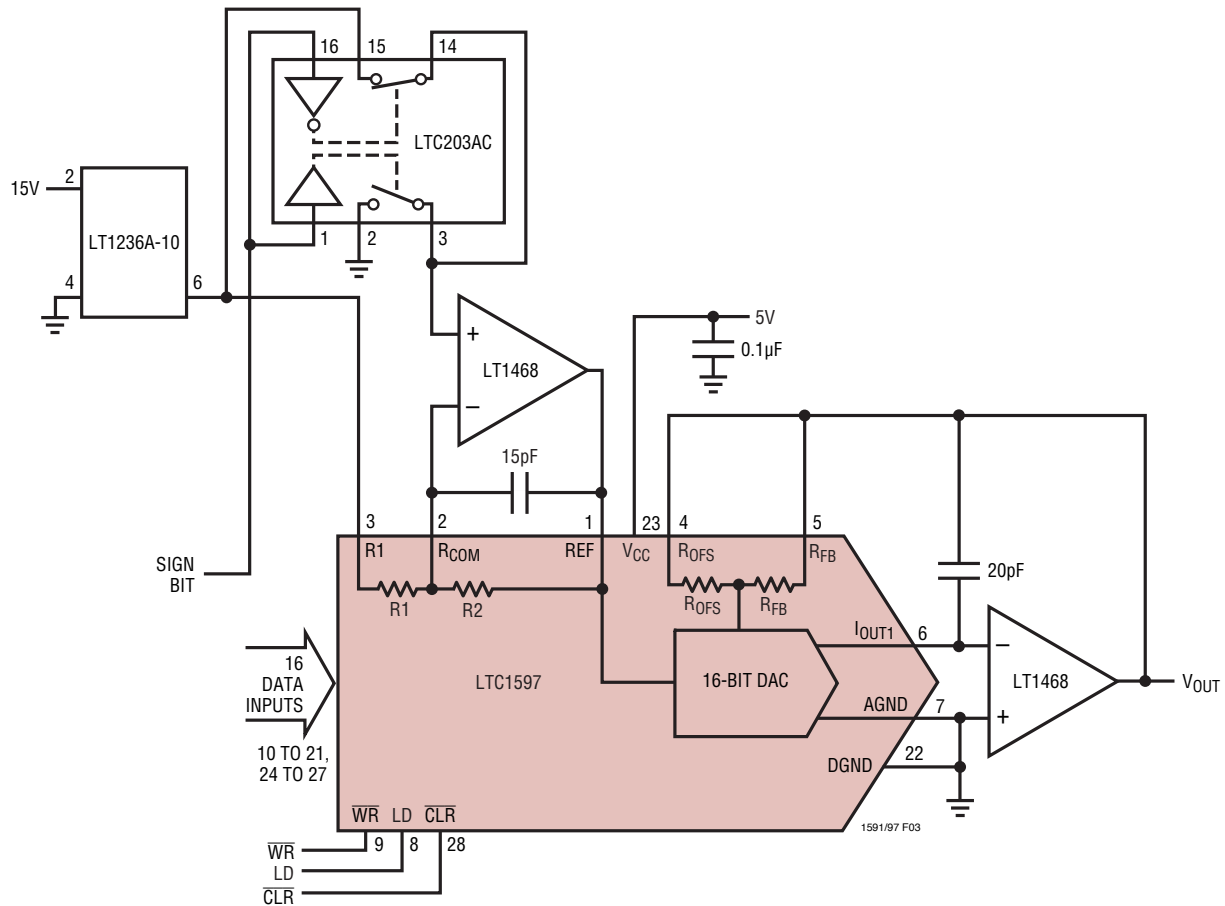 16 15 14
LTC203AC
15V 2
LT1236A-10
4 6
1 2 3
+
LT1468
–
5V
0.1µF
15pF
3 2 1 23 4 5
R1 RCOM REF VCC ROFS RFB
SIGN
BIT
R1 R2 ROFS RFB
20pF
IOUT1 6
16
DATA
INPUTS
LTC1597
16-BIT DAC
–
LT1468
+
VOUT
AGND 7
10 TO 21,
24 TO 27
DGND 22
WR LD CLR
1591/97 F03
9 8 28
WR
LD
CLR